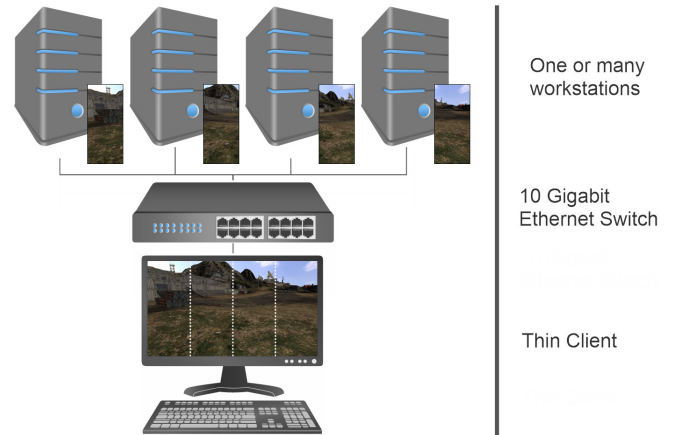 One or many
workstations
10 Gigabit
Ethernet Switch
Thin Client